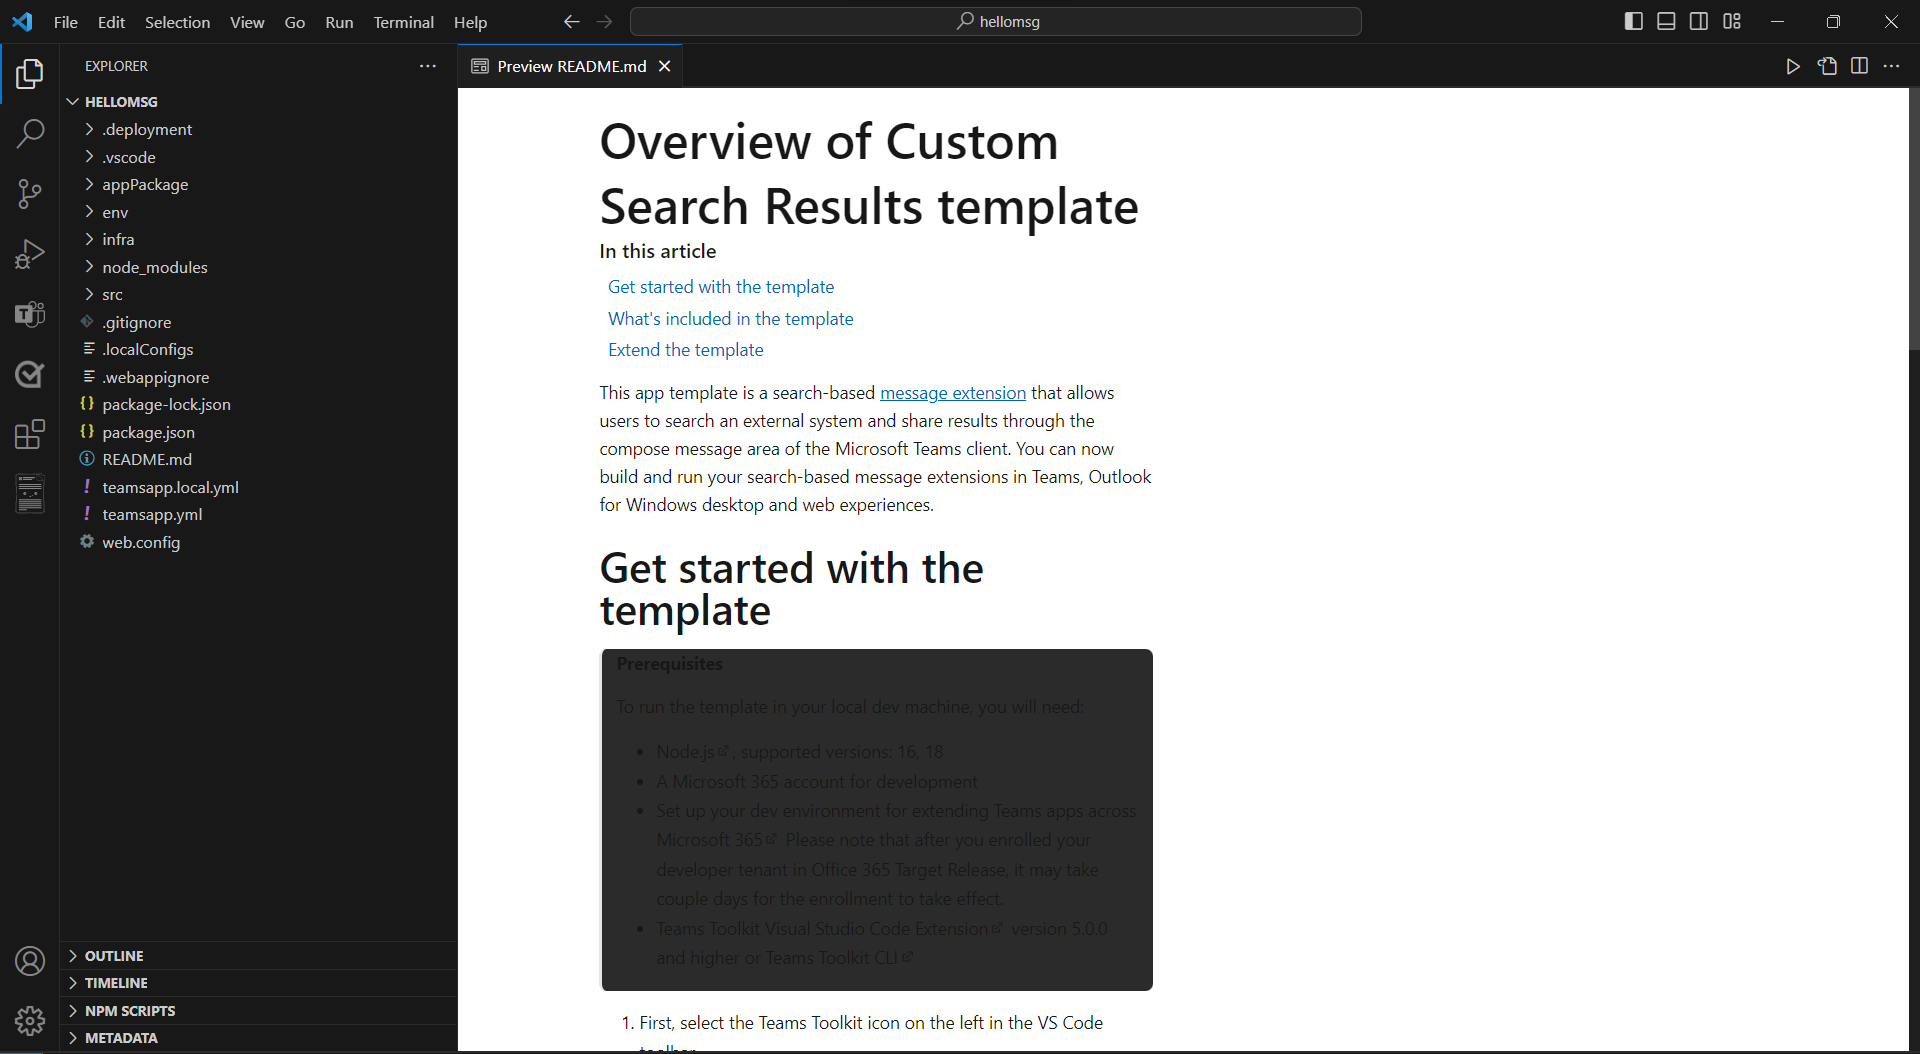 File Edit Selection View Go Run Terminal Help
hellomsg
EXPLORER
Preview README.md
HELLOMSG
.deployment
.vscode
appPackage
env
infra
node_modules
src
.gitignore
.localConfigs
.webappignore
package-lock.json
package.json
README.md
teamsapp.local.yml
teamsapp.yml
web.config
OUTLINE
TIMELINE
NPM SCRIPTS
METADATA
Overview of Custom
Search Results template
In this article
Get started with the template
What's included in the template
Extend the template
This app template is a search-based message extension that allows
users to search an external system and share results through the
compose message area of the Microsoft Teams client. You can now
build and run your search-based message extensions in Teams, Outlook
for Windows desktop and web experiences.
Get started with the
template
Prerequisites
To run the template in your local dev machine, you will need:
• Node.js , supported versions: 16, 18
• A Microsoft 365 account for development
• Set up your dev environment for extending Teams apps across
Microsoft 365 Please note that after you enrolled your
developer tenant in Office 365 Target Release, it may take
couple days for the enrollment to take effect.
• Teams Toolkit Visual Studio Code Extension version 5.0.0
and higher or Teams Toolkit CLI
1. First, select the Teams Toolkit icon on the left in the VS Code